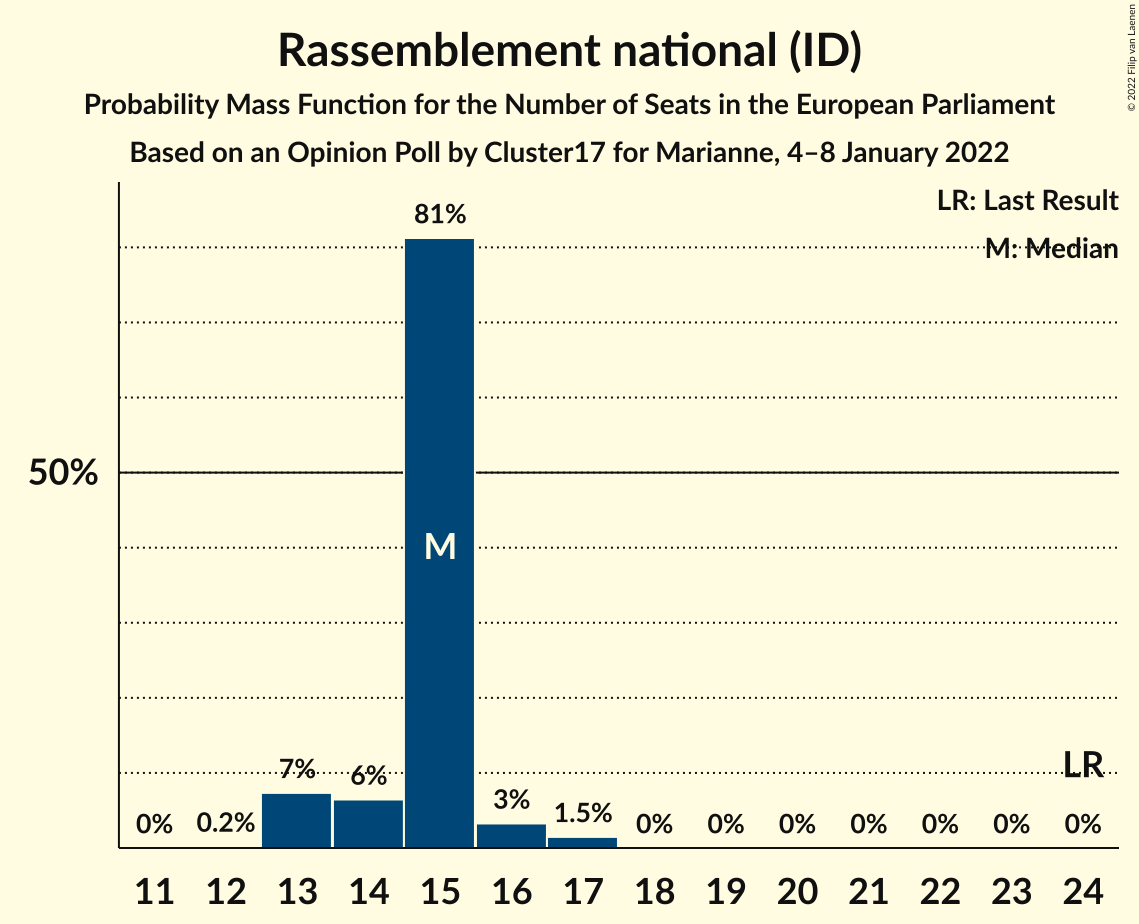 Rassemblement national (ID)
Probability Mass Function for the Number of Seats in the European Parliament
Based on an Opinion Poll by Cluster17 for Marianne, 4–8 January 2022
© 2022 Filip van Laenen
LR: Last Result
M: Median
81%
50%
M
LR
7%
6%
3%
1.5%
0% 0.2% 0% 0% 0% 0% 0% 0% 0%
11 12 13 14 15 16 17 18 19 20 21 22 23 24